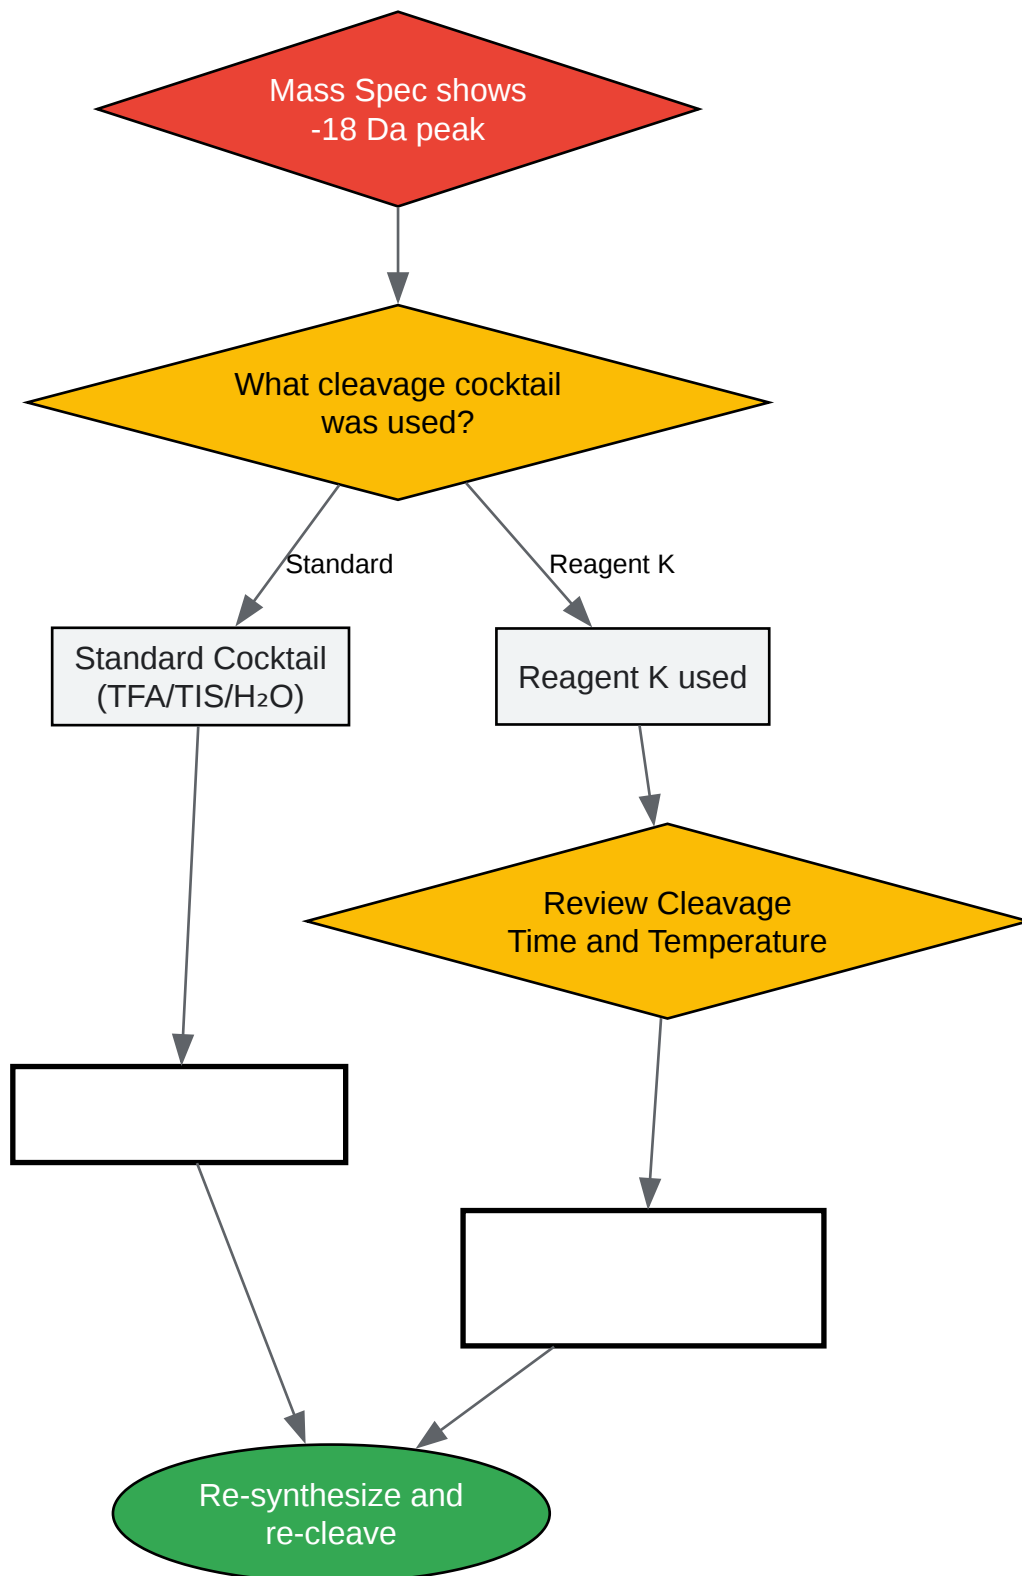 Mass Spec shows
-18 Da peak
What cleavage cocktail
was used?
Standard
Reagent K
Standard Cocktail
(TFA/TIS/H₂O)
Reagent K used
Review Cleavage
Time and Temperature
Re-synthesize and
re-cleave